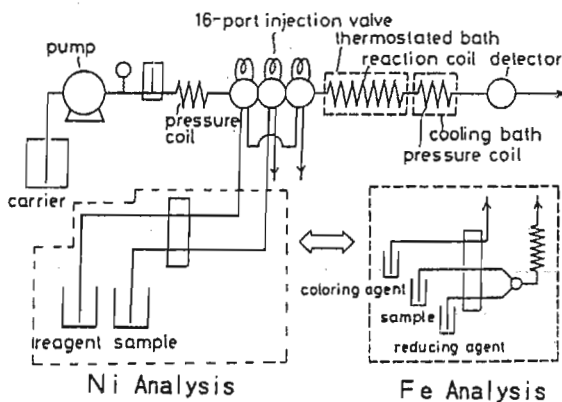 16-port injection valve
pump
thermostated bath
reaction coil
detector
pressure
coil
cooling bath
pressure coil
carrier
coloring agent
sample
reagent
sample
reducing agent
Ni Analysis
Fe Analysis